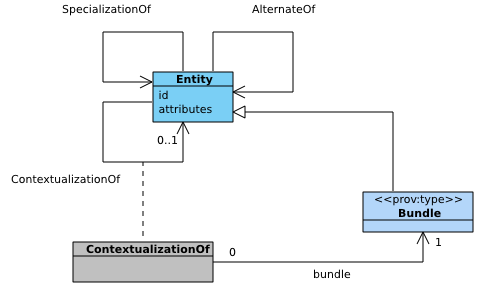 SpecializationOf
AlternateOf
Entity
id
attributes
0..1
ContextualizationOf
<<prov:type>>
Bundle
ContextualizationOf
0
1
bundle